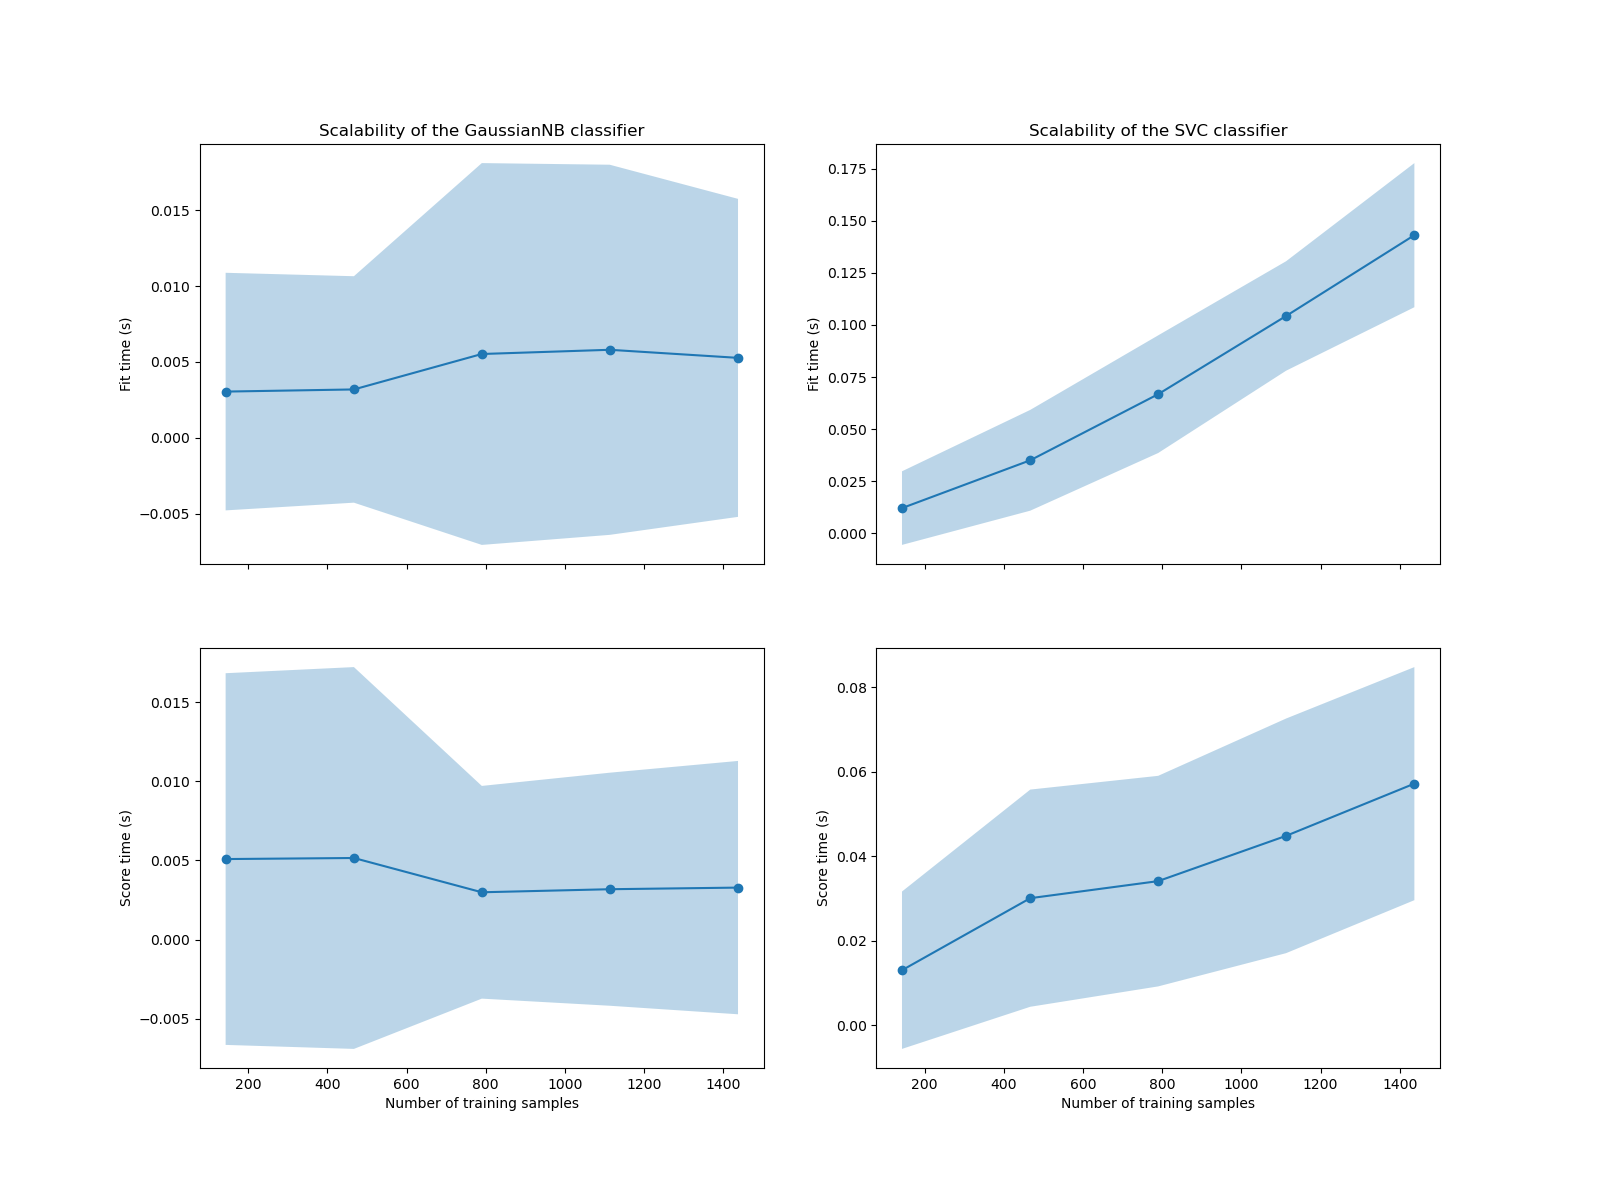 Scalability of the GaussianNB classifier
0.015
0.010
0.005
0.000
−0.005
Fit time (s)
Scalability of the SVC classifier
0.175
0.150
0.125
0.100
0.075
0.050
0.025
0.000
Fit time (s)
0.015
0.010
0.005
0.000
−0.005
Score time (s)
200 400 600 800 1000 1200 1400
Number of training samples
0.08
0.06
0.04
0.02
0.00
Score time (s)
200 400 600 800 1000 1200 1400
Number of training samples